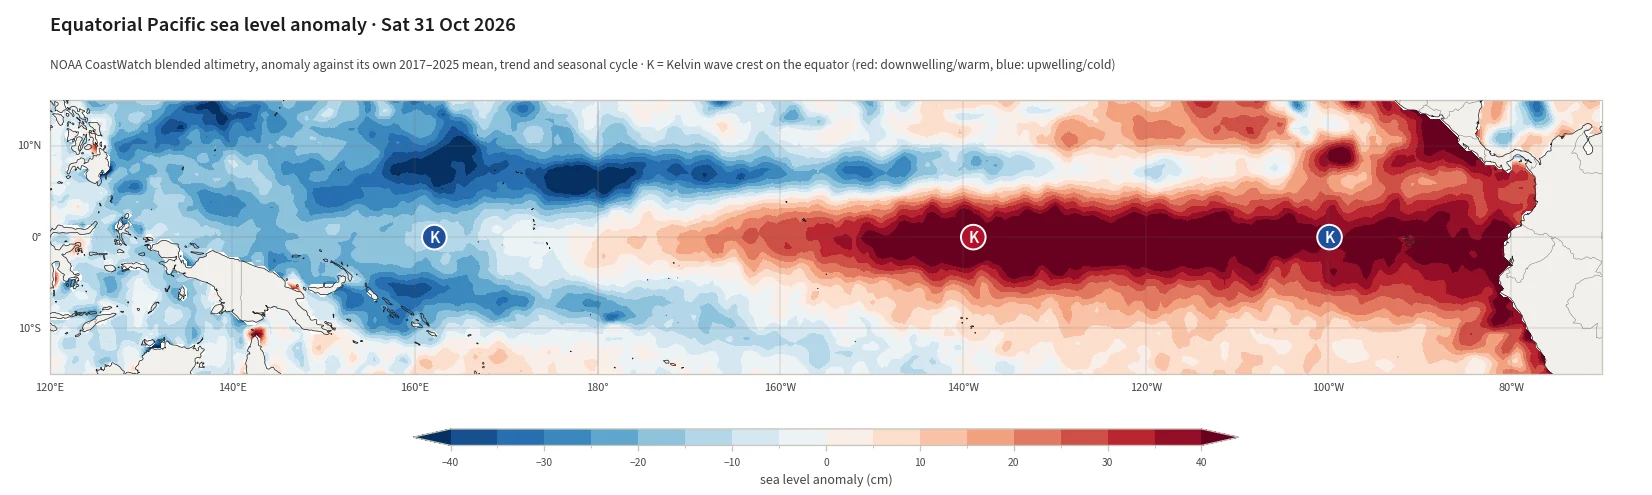 Equatorial Pacific sea level anomaly · Sat 31 Oct 2026
NOAA CoastWatch blended altimetry, anomaly against its own 2017–2025 mean, trend and seasonal cycle · K = Kelvin wave crest on the equator (red: downwelling/warm, blue: upwelling/cold)
10°N
0°
10°S
K K K
120°E 140°E 160°E 180° 160°W 140°W 120°W 100°W 80°W
−40 −30 −20 −10 0 10 20 30 40
sea level anomaly (cm)